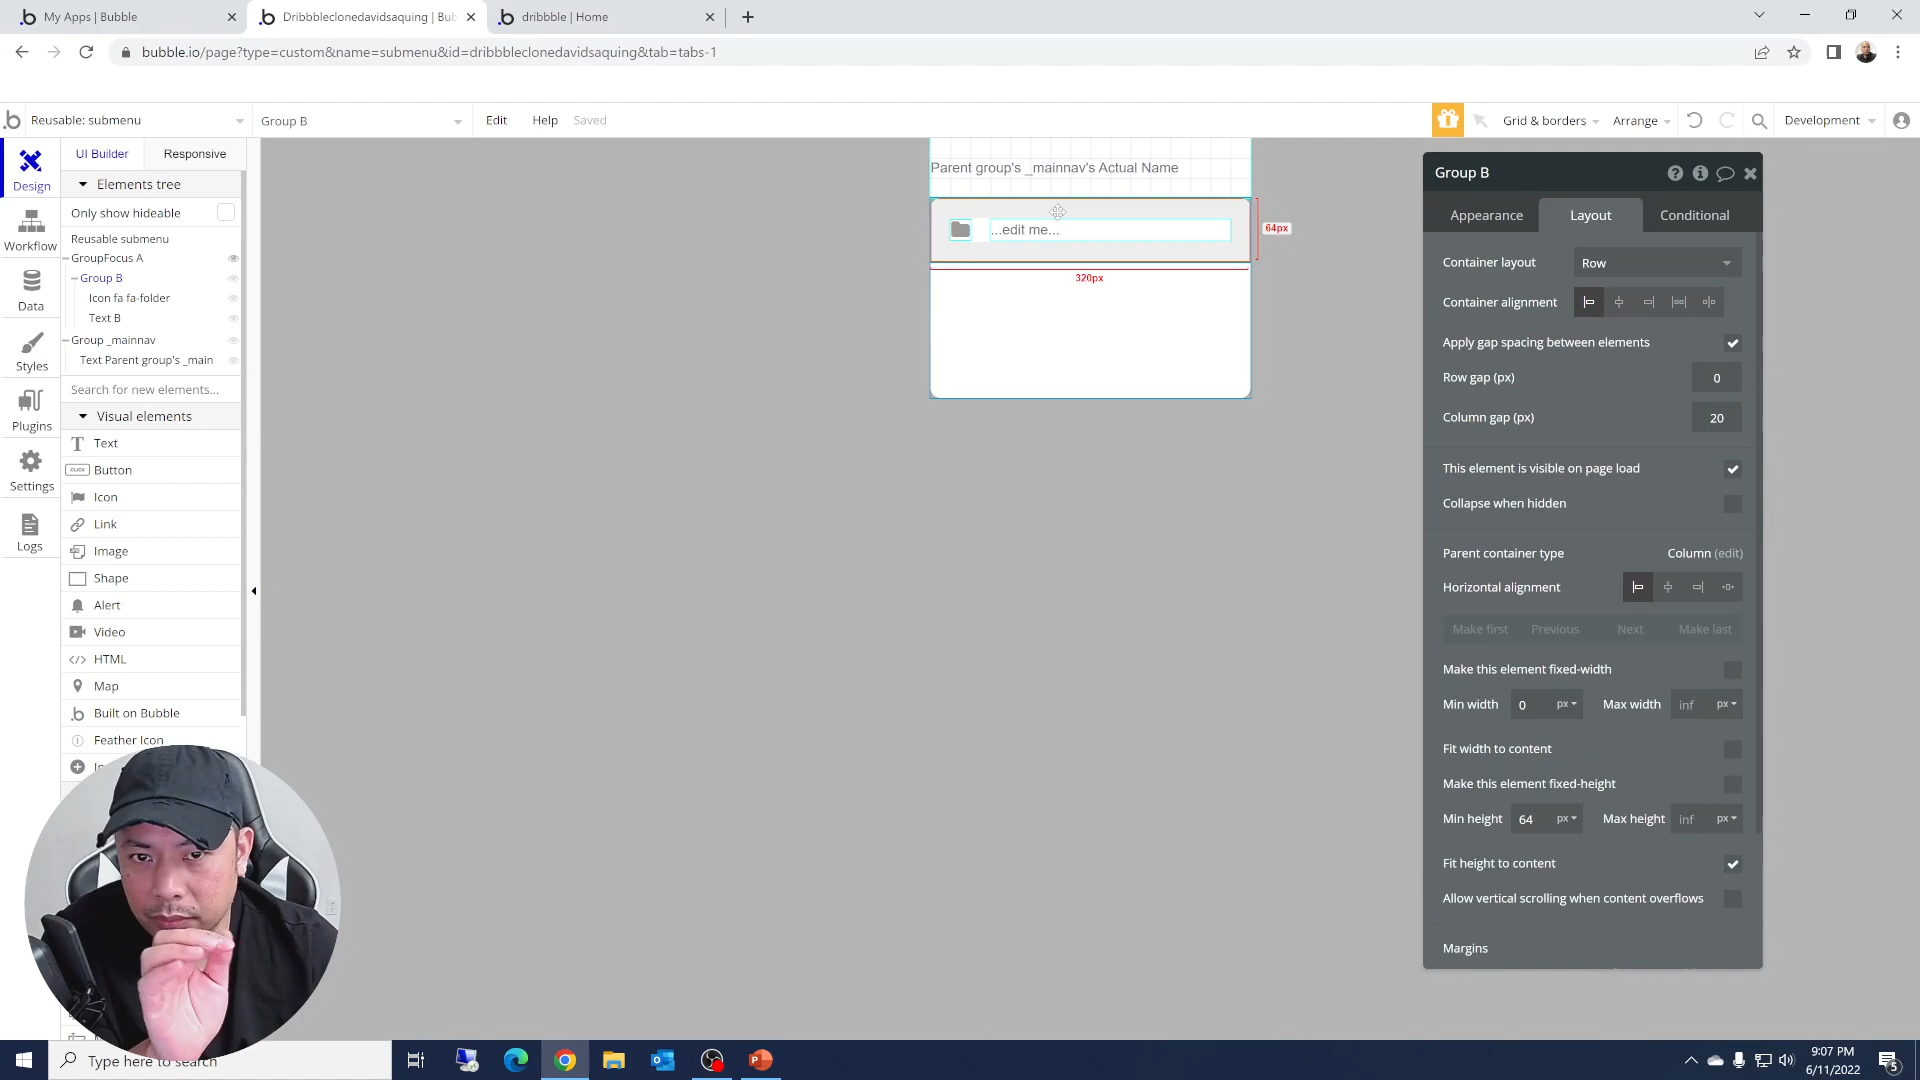 My Apps | Bubble
Dribbbleclonedavidsaquing | Bub
dribbble | Home
bubble.io/page?type=custom&name=submenu&id=dribbbleclonedavidsaquing&tab=tabs-1
Reusable: submenu
Group B
Edit
Help
Saved
Grid & borders
Arrange
Development
Design
Workflow
Data
Styles
Plugins
Settings
Logs
UI Builder
Responsive
Elements tree
Only show hideable
Reusable submenu
GroupFocus A
Group B
Icon fa fa-folder
Text B
Group _mainnav
Text Parent group's _main
Search for new elements...
Visual elements
Text
Button
CLICK
Icon
Link
Image
Shape
Alert
Video
HTML
Map
Built on Bubble
Feather Icon
Parent group's _mainnav's Actual Name
...edit me...
64px
320px
Group B
Appearance
Layout
Conditional
Container layout
Row
Container alignment
Apply gap spacing between elements
Row gap (px)
0
Column gap (px)
20
This element is visible on page load
Collapse when hidden
Parent container type
Column (edit)
Horizontal alignment
Make first
Previous
Next
Make last
Make this element fixed-width
Min width
0
px
Max width
inf
px
Fit width to content
Make this element fixed-height
Min height
64
px
Max height
inf
px
Fit height to content
Allow vertical scrolling when content overflows
Margins
Type here to search
9:07 PM
6/11/2022
5